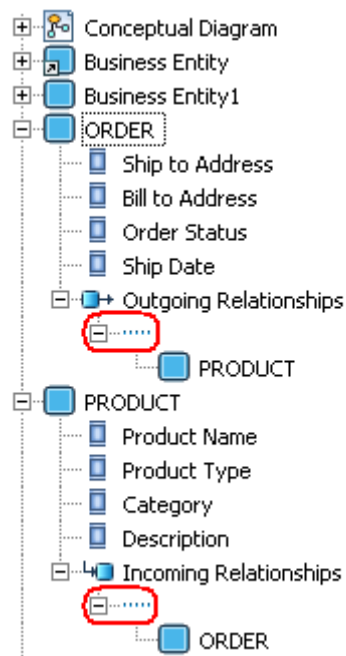 Conceptual Diagram
Business Entity
Business Entity1
ORDER
Ship to Address
Bill to Address
Order Status
Ship Date
Outgoing Relationships
PRODUCT
PRODUCT
Product Name
Product Type
Category
Description
Incoming Relationships
ORDER